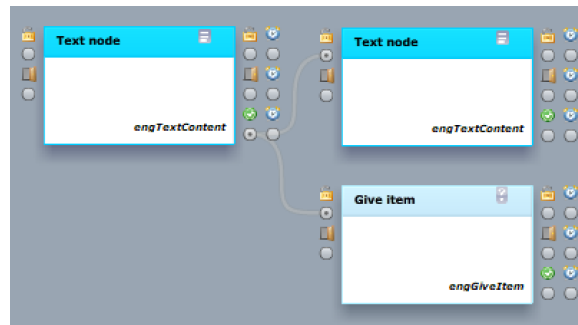 Text node
engTextContent
Text node
engTextContent
Give item
engGiveItem